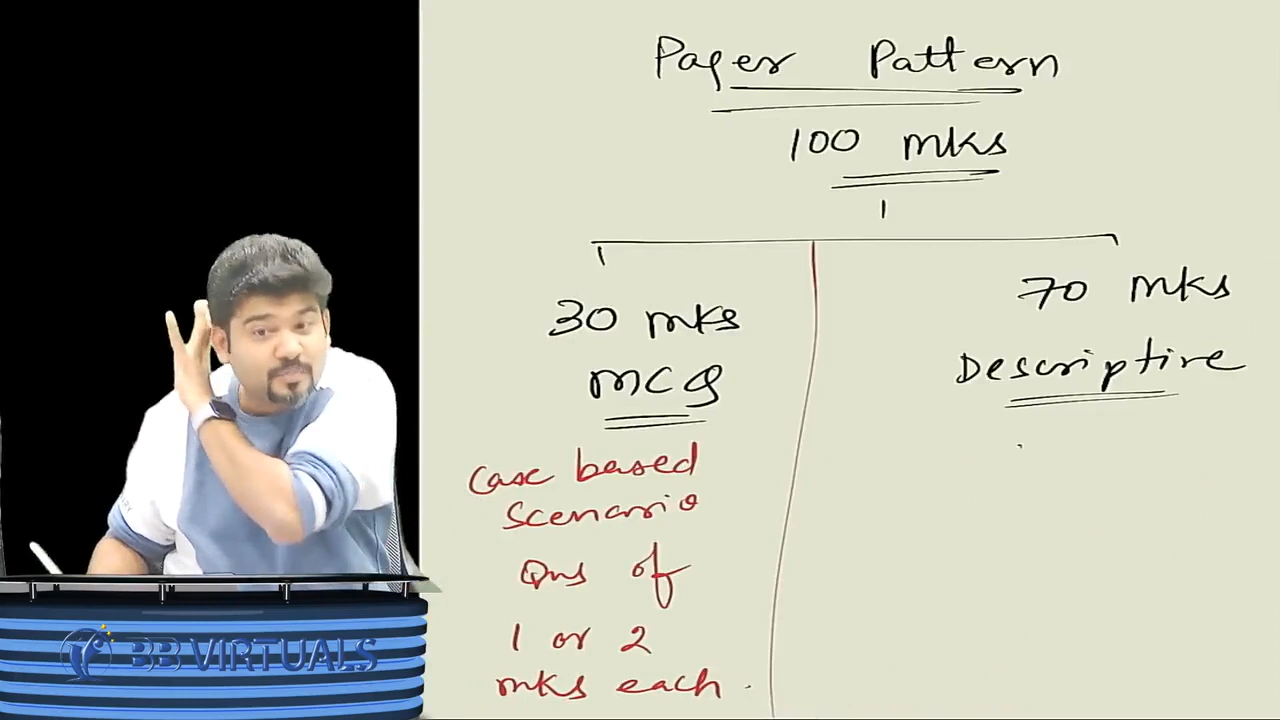 Paper Pattern
100 mks
30 mks
MCQ
Case based
Scenario
Qns of
1 or 2
mks each.
70 mks
Descriptive
BB VIRTUALS